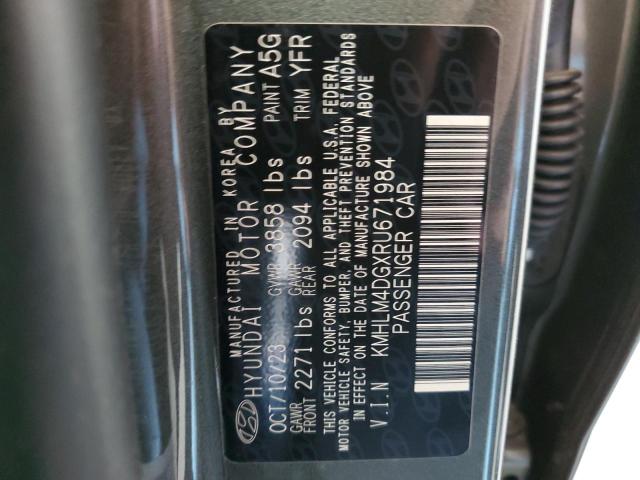 MANUFACTURED IN KOREA BY
HYUNDAI MOTOR COMPANY
OCT/10/23 GVWR 3858 lbs PAINT A5G
GAWR FRONT 2271 lbs GAWR REAR 2094 lbs TRIM YFR
THIS VEHICLE CONFORMS TO ALL APPLICABLE U.S.A. FEDERAL
MOTOR VEHICLE SAFETY, BUMPER, AND THEFT PREVENTION STANDARDS
IN EFFECT ON THE DATE OF MANUFACTURE SHOWN ABOVE
V.I.N KMHLM4DGXRU671984
PASSENGER CAR